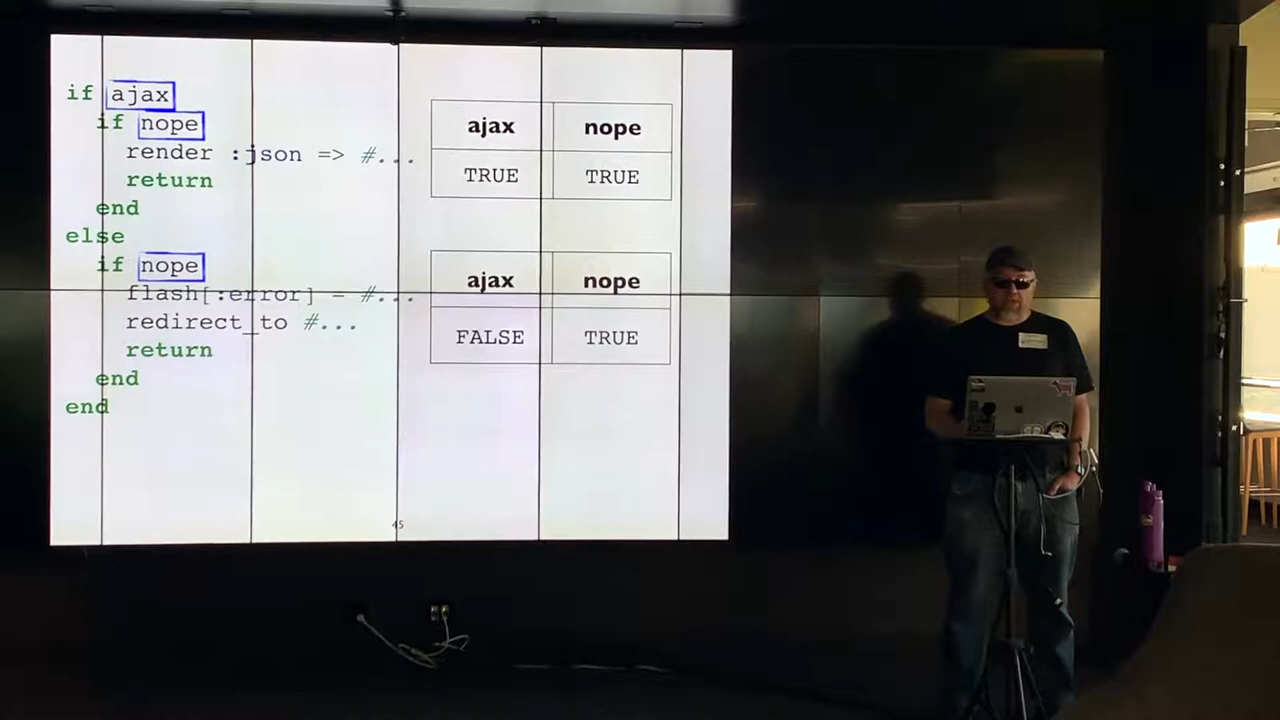 if ajax
if nope
render :json => #...
return
end
else
if nope
flash[:error] = #...
redirect_to #...
return
end
end
ajax nope
TRUE TRUE
ajax nope
FALSE TRUE
45